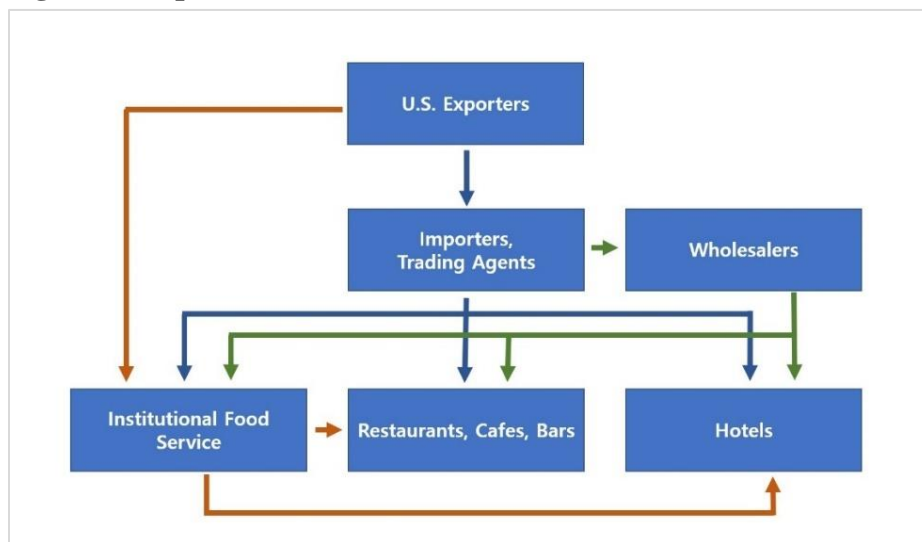 U.S. Exporters
Importers,
Trading Agents
Wholesalers
Institutional Food
Service
Restaurants, Cafes, Bars
Hotels